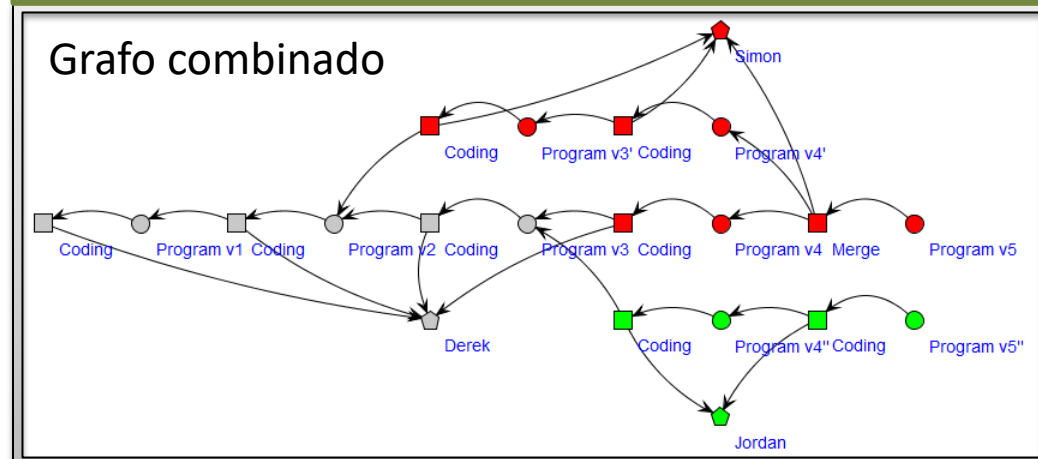 Grafo combinado
Simon
Coding Program v3' Coding Program v4'
Coding Program v1 Coding Program v2 Coding Program v3 Coding Program v4 Merge Program v5
Derek Coding Program v4'' Coding Program v5''
Jordan